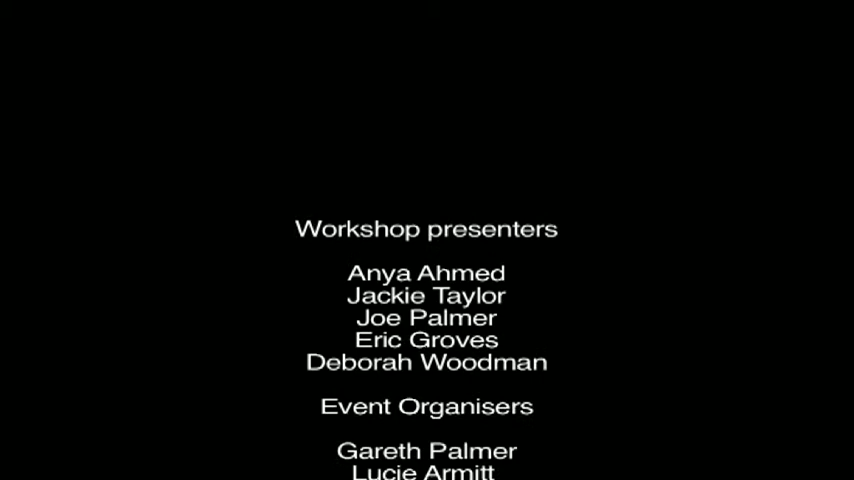 Workshop presenters
Anya Ahmed
Jackie Taylor
Joe Palmer
Eric Groves
Deborah Woodman
Event Organisers
Gareth Palmer
Lucie Armitt